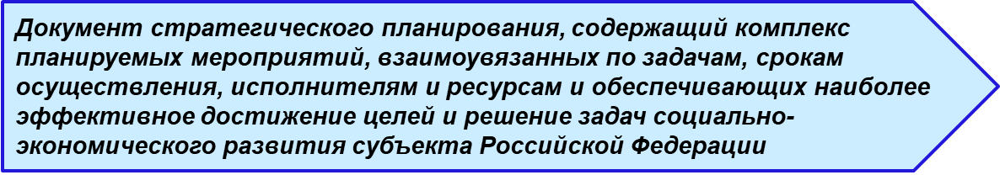 Документ стратегического планирования, содержащий комплекс
планируемых мероприятий, взаимоувязанных по задачам, срокам
осуществления, исполнителям и ресурсам и обеспечивающих наиболее
эффективное достижение целей и решение задач социально-
экономического развития субъекта Российской Федерации